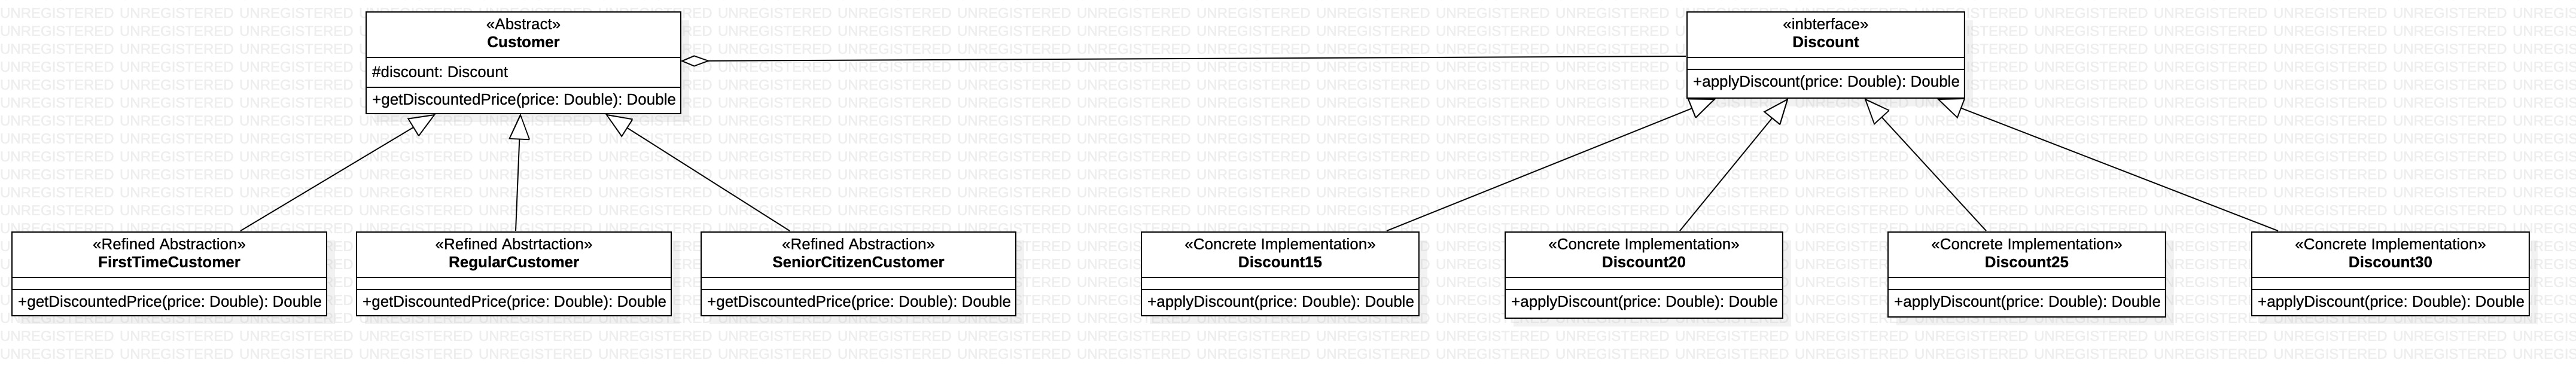 «Abstract»
Customer
#discount: Discount
+getDiscountedPrice(price: Double): Double
«inbterface»
Discount
+applyDiscount(price: Double): Double
«Refined Abstraction»
FirstTimeCustomer
+getDiscountedPrice(price: Double): Double
«Refined Abstrtaction»
RegularCustomer
+getDiscountedPrice(price: Double): Double
«Refined Abstraction»
SeniorCitizenCustomer
+getDiscountedPrice(price: Double): Double
«Concrete Implementation»
Discount15
+applyDiscount(price: Double): Double
«Concrete Implementation»
Discount20
+applyDiscount(price: Double): Double
«Concrete Implementation»
Discount25
+applyDiscount(price: Double): Double
«Concrete Implementation»
Discount30
+applyDiscount(price: Double): Double
UNREGISTERED